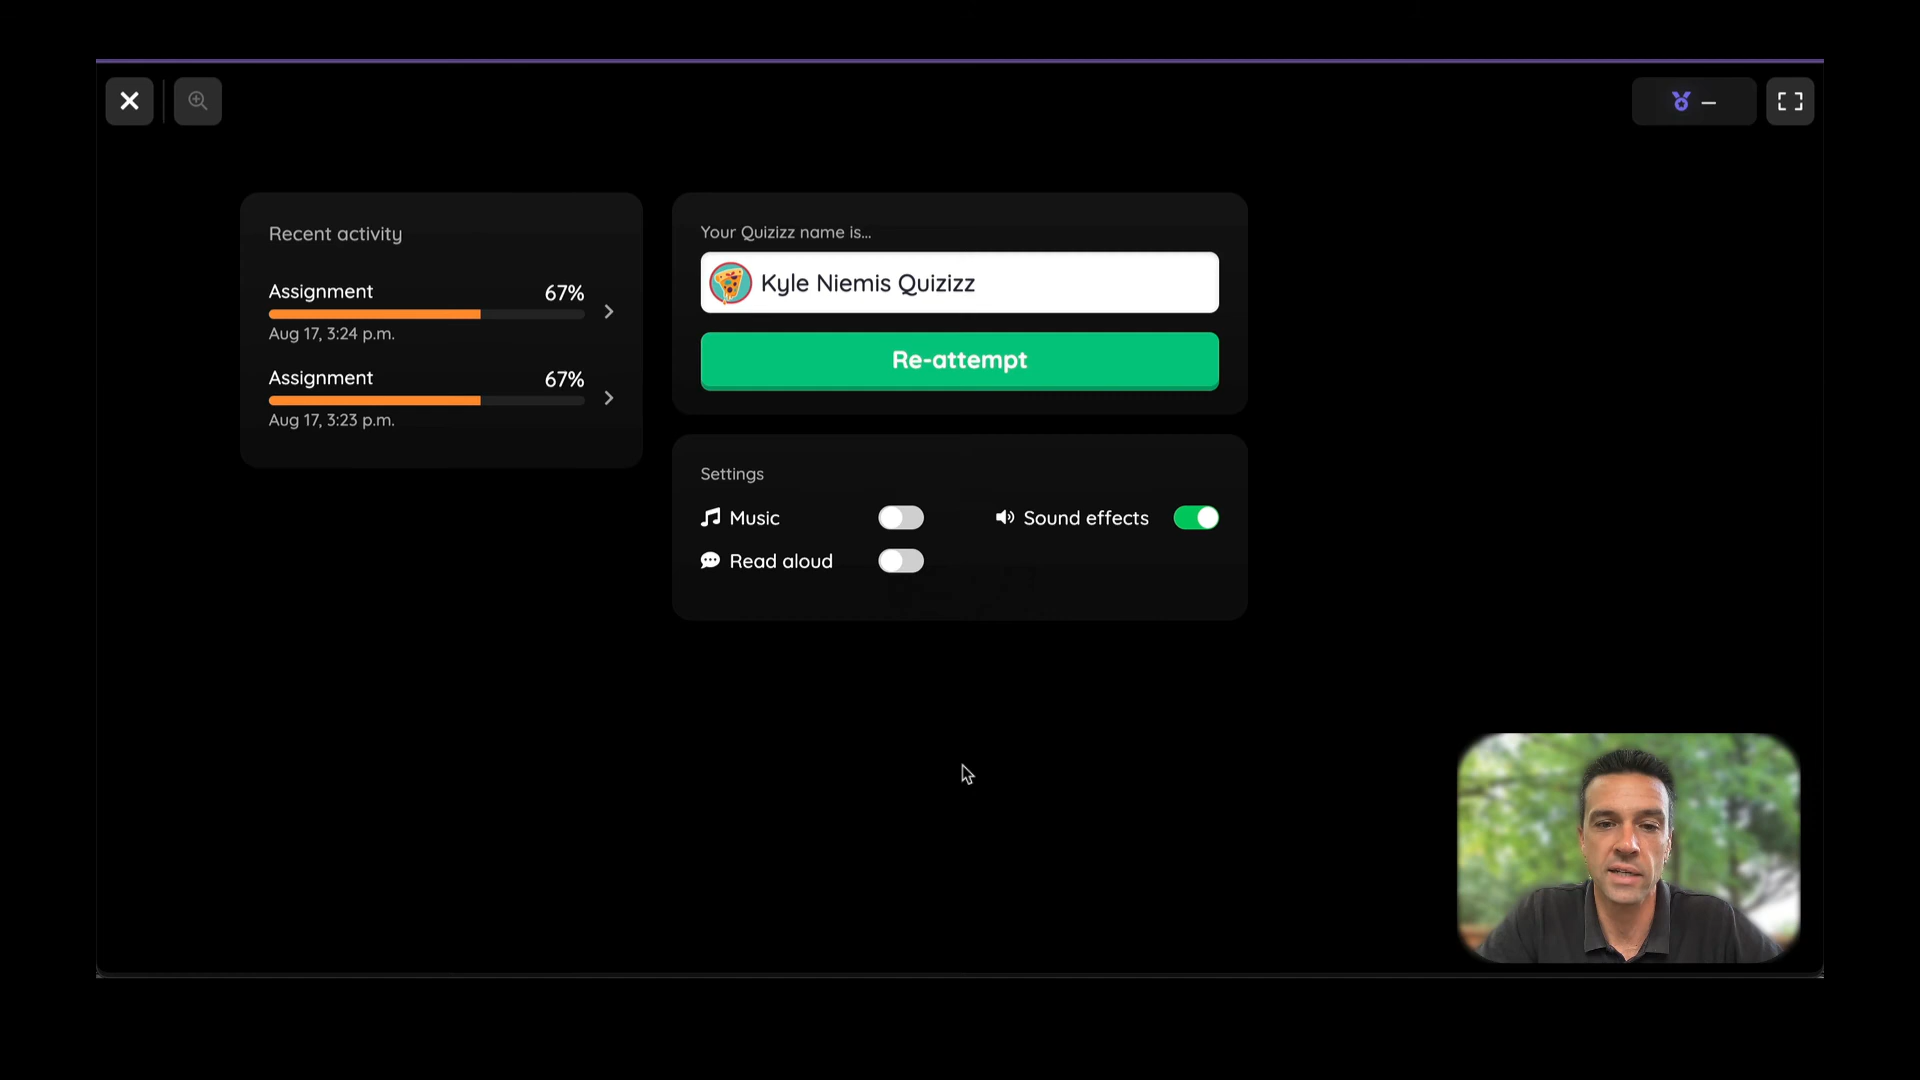 Recent activity
Assignment 67%
Aug 17, 3:24 p.m.
Assignment 67%
Aug 17, 3:23 p.m.
Your Quizizz name is...
Kyle Niemis Quizizz
Re-attempt
Settings
Music
Sound effects
Read aloud